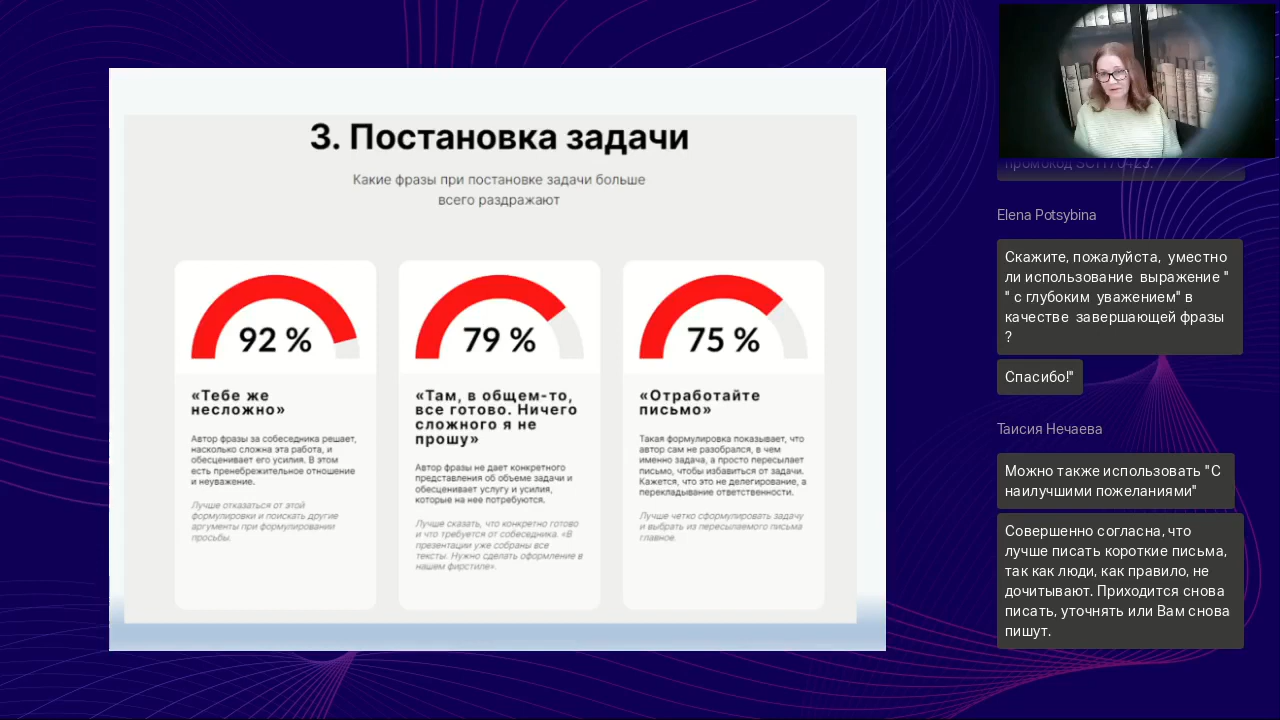 3. Постановка задачи
Какие фразы при постановке задачи больше
всего раздражают
92 %
«Тебе же
несложно»
Автор фразы за собеседника решает,
насколько сложна эта работа, и
обесценивает его усилия. В этом
есть пренебрежительное отношение
и неуважение.
Лучше отказаться от этой
формулировки и поискать другие
аргументы при формулировании
просьбы.
79 %
«Там, в общем-то,
все готово. Ничего
сложного я не
прошу»
Автор фразы не дает конкретного
представления об объеме задачи и
обесценивает услугу и усилия,
которые на нее потребуются.
Лучше сказать, что конкретно готово
и что требуется от собеседника. «В
презентации уже собраны все
тексты. Нужно сделать оформление в
нашем фирстиле».
75 %
«Отработайте
письмо»
Такая формулировка показывает, что
автор сам не разобрался, в чем
именно задача, а просто пересылает
письмо, чтобы избавиться от задачи.
Кажется, что это не делегирование, а
перекладывание ответственности.
Лучше четко сформулировать задачу
и выбрать из пересылаемого письма
главное.
промокод
Elena Potsybina
Скажите, пожалуйста, уместно
ли использование выражение "
" с глубоким уважением" в
качестве завершающей фразы
?
Спасибо!"
Таисия Нечаева
Можно также использовать "С
наилучшими пожеланиями"
Совершенно согласна, что
лучше писать короткие письма,
так как люди, как правило, не
дочитывают. Приходится снова
писать, уточнять или Вам снова
пишут.